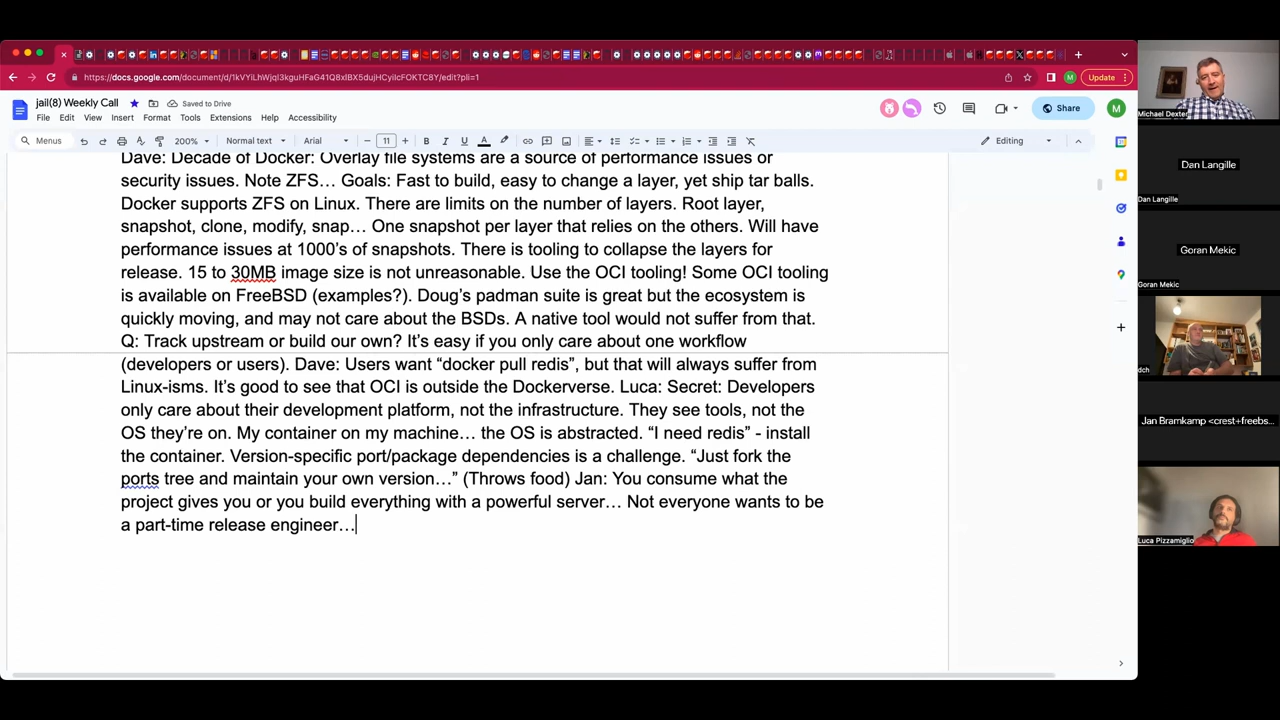 https://docs.google.com/document/d/1kVYiLhWjqI3kguHFaG41Q8xIBX5dujHCyiIcFOKTC8Y/edit?pli=1
M
Update
jail(8) Weekly Call
Saved to Drive
File Edit View Insert Format Tools Extensions Help Accessibility
Share
M
Menus
200%
Normal text
Arial
11
B I U A
Editing
Dave: Decade of Docker: Overlay file systems are a source of performance issues or
security issues. Note ZFS… Goals: Fast to build, easy to change a layer, yet ship tar balls.
Docker supports ZFS on Linux. There are limits on the number of layers. Root layer,
snapshot, clone, modify, snap… One snapshot per layer that relies on the others. Will have
performance issues at 1000’s of snapshots. There is tooling to collapse the layers for
release. 15 to 30MB image size is not unreasonable. Use the OCI tooling! Some OCI tooling
is available on FreeBSD (examples?). Doug’s padman suite is great but the ecosystem is
quickly moving, and may not care about the BSDs. A native tool would not suffer from that.
Q: Track upstream or build our own? It’s easy if you only care about one workflow
(developers or users). Dave: Users want “docker pull redis”, but that will always suffer from
Linux-isms. It’s good to see that OCI is outside the Dockerverse. Luca: Secret: Developers
only care about their development platform, not the infrastructure. They see tools, not the
OS they’re on. My container on my machine… the OS is abstracted. “I need redis” - install
the container. Version-specific port/package dependencies is a challenge. “Just fork the
ports tree and maintain your own version…” (Throws food) Jan: You consume what the
project gives you or you build everything with a powerful server… Not everyone wants to be
a part-time release engineer…
Michael Dexter
Dan Langille
Dan Langille
Goran Mekic
Goran Mekic
dch
Jan Bramkamp <crest+freebs...
Luca Pizzamiglio